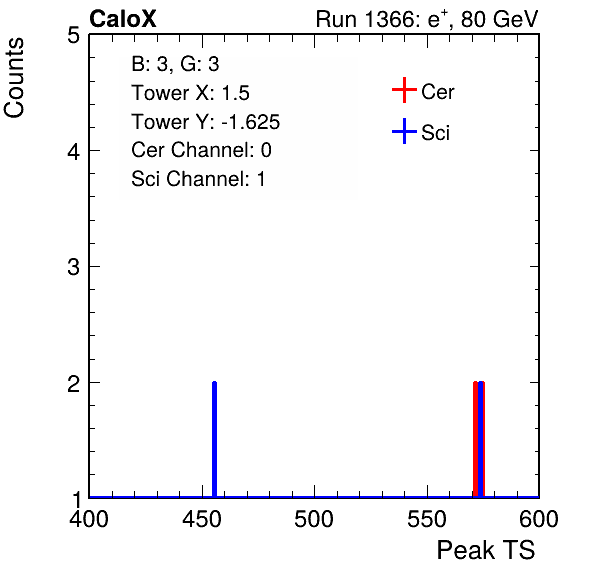 CaloX Run 1366: e⁺, 80 GeV
Counts
5
B: 3, G: 3
Tower X: 1.5
Tower Y: -1.625
Cer Channel: 0
Sci Channel: 1
Cer
Sci
4
3
2
1
400 450 500 550 600
Peak TS